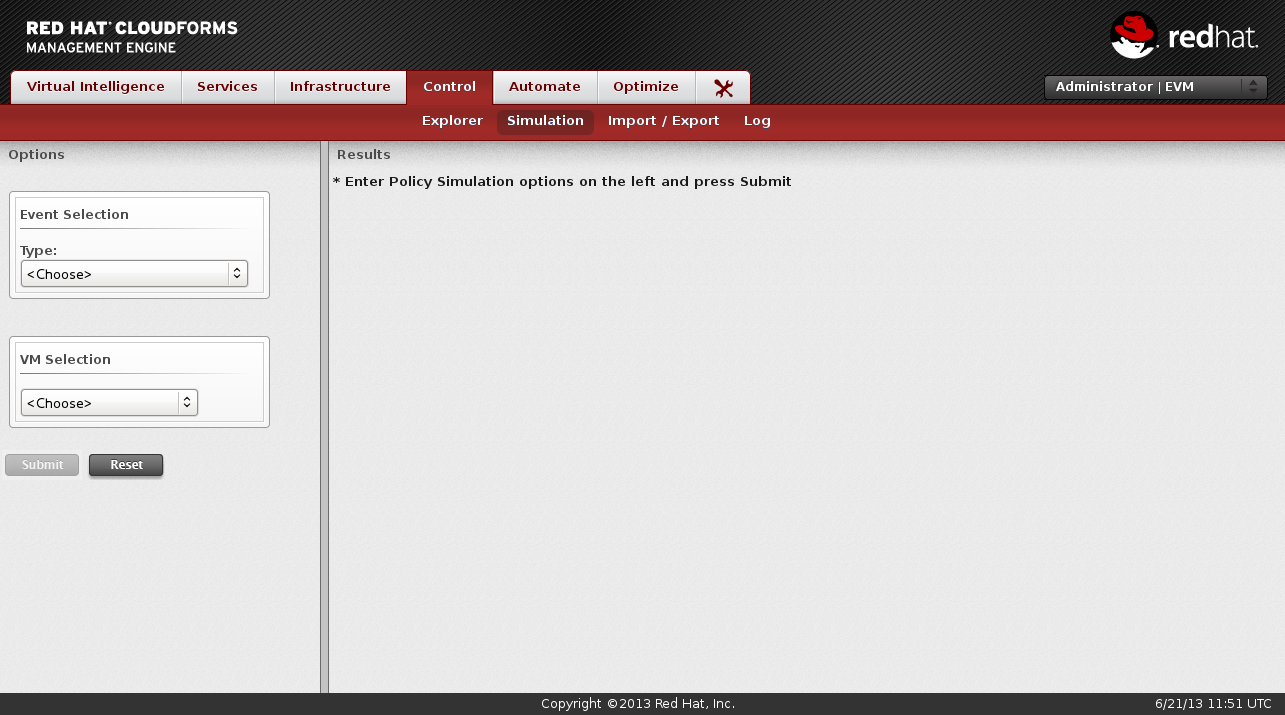 RED HAT CLOUDFORMS
MANAGEMENT ENGINE
redhat.
Virtual Intelligence Services Infrastructure Control Automate Optimize
Administrator | EVM
Explorer Simulation Import / Export Log
Options
Results
* Enter Policy Simulation options on the left and press Submit
Event Selection
Type:
<Choose>
VM Selection
<Choose>
Submit Reset
Copyright ©2013 Red Hat, Inc.
6/21/13 11:51 UTC